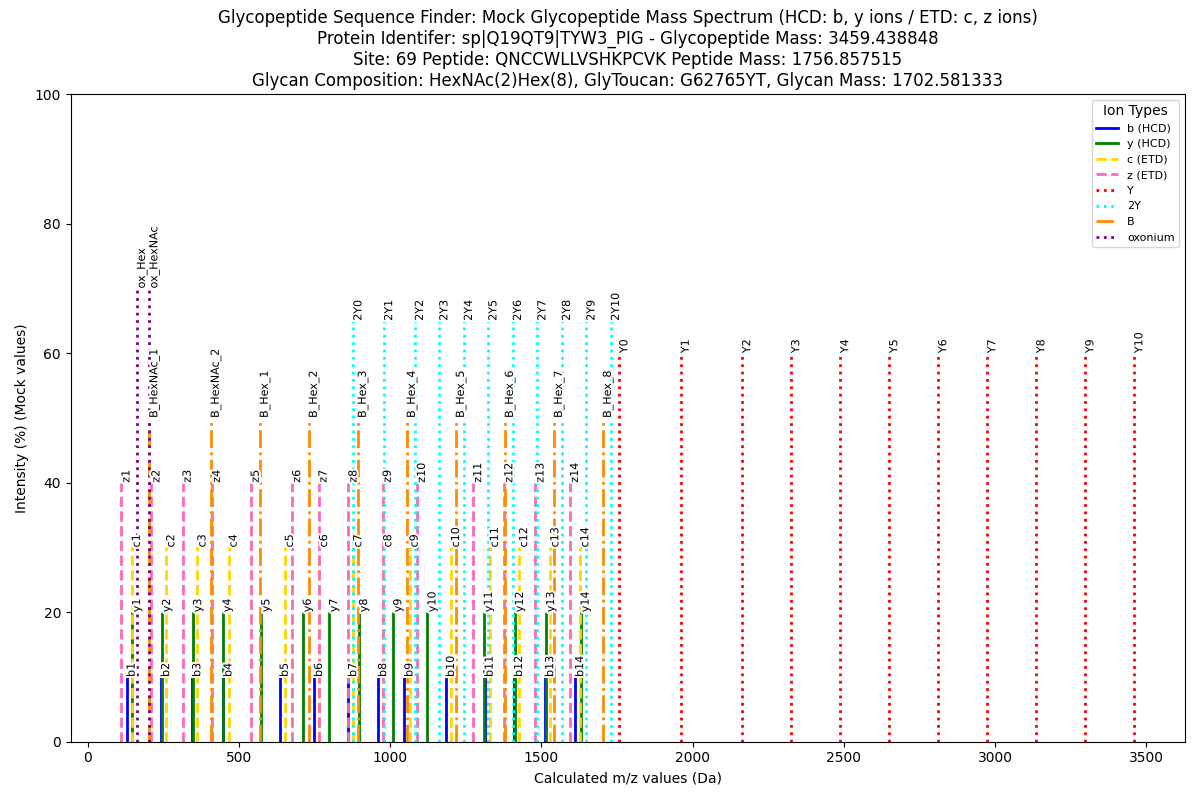 Glycopeptide Sequence Finder: Mock Glycopeptide Mass Spectrum (HCD: b, y ions / ETD: c, z ions)
Protein Identifer: sp|Q19QT9|TYW3_PIG - Glycopeptide Mass: 3459.438848
Site: 69 Peptide: QNCCWLLVSHKPCVK Peptide Mass: 1756.857515
Glycan Composition: HexNAc(2)Hex(8), GlyToucan: G62765YT, Glycan Mass: 1702.581333
Ion Types
b (HCD)
y (HCD)
c (ETD)
z (ETD)
Y
2Y
B
oxonium
Intensity (%) (Mock values)
100
80
60
40
20
0
ox_Hex ox_HexNAc
2Y0 2Y1 2Y2 2Y3 2Y4 2Y5 2Y6 2Y7 2Y8 2Y9 2Y10
Y0 Y1 Y2 Y3 Y4 Y5 Y6 Y7 Y8 Y9 Y10
B_HexNAc_1 B_HexNAc_2 B_Hex_1 B_Hex_2 B_Hex_3 B_Hex_4 B_Hex_5 B_Hex_6 B_Hex_7 B_Hex_8
z1 z2 z3 z4 z5 z6 z7 z8 z9 z10 z11 z12 z13 z14
c1 c2 c3 c4 c5 c6 c7 c8 c9 c10 c11 c12 c13 c14
y1 y2 y3 y4 y5 y6 y7 y8 y9 y10 y11 y12 y13 y14
b1 b2 b3 b4 b5 b6 b7 b8 b9 b10 b11 b12 b13 b14
0 500 1000 1500 2000 2500 3000 3500
Calculated m/z values (Da)